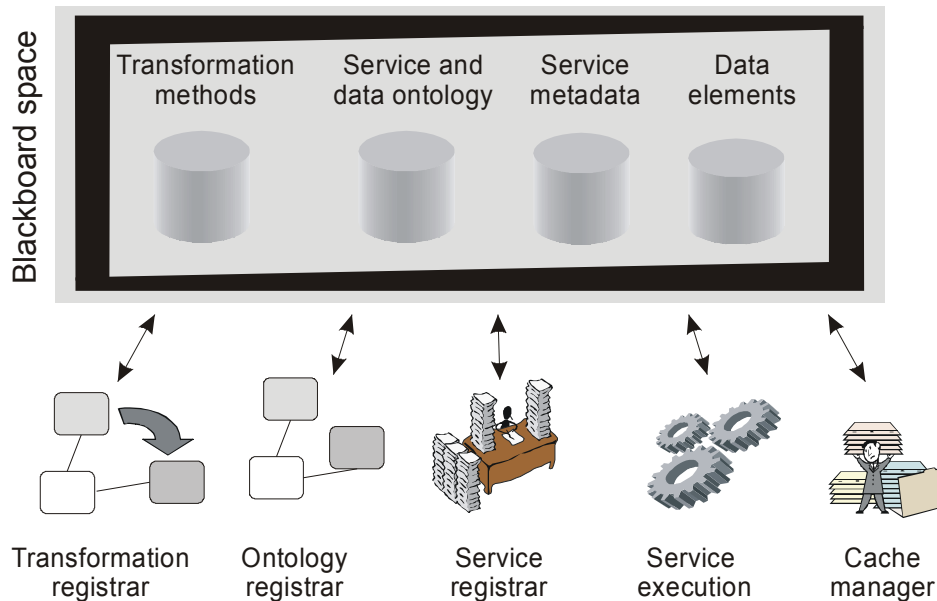 Blackboard space
Transformation
methods
Service and
data ontology
Service
metadata
Data
elements
Transformation
registrar
Ontology
registrar
Service
registrar
Service
execution
Cache
manager